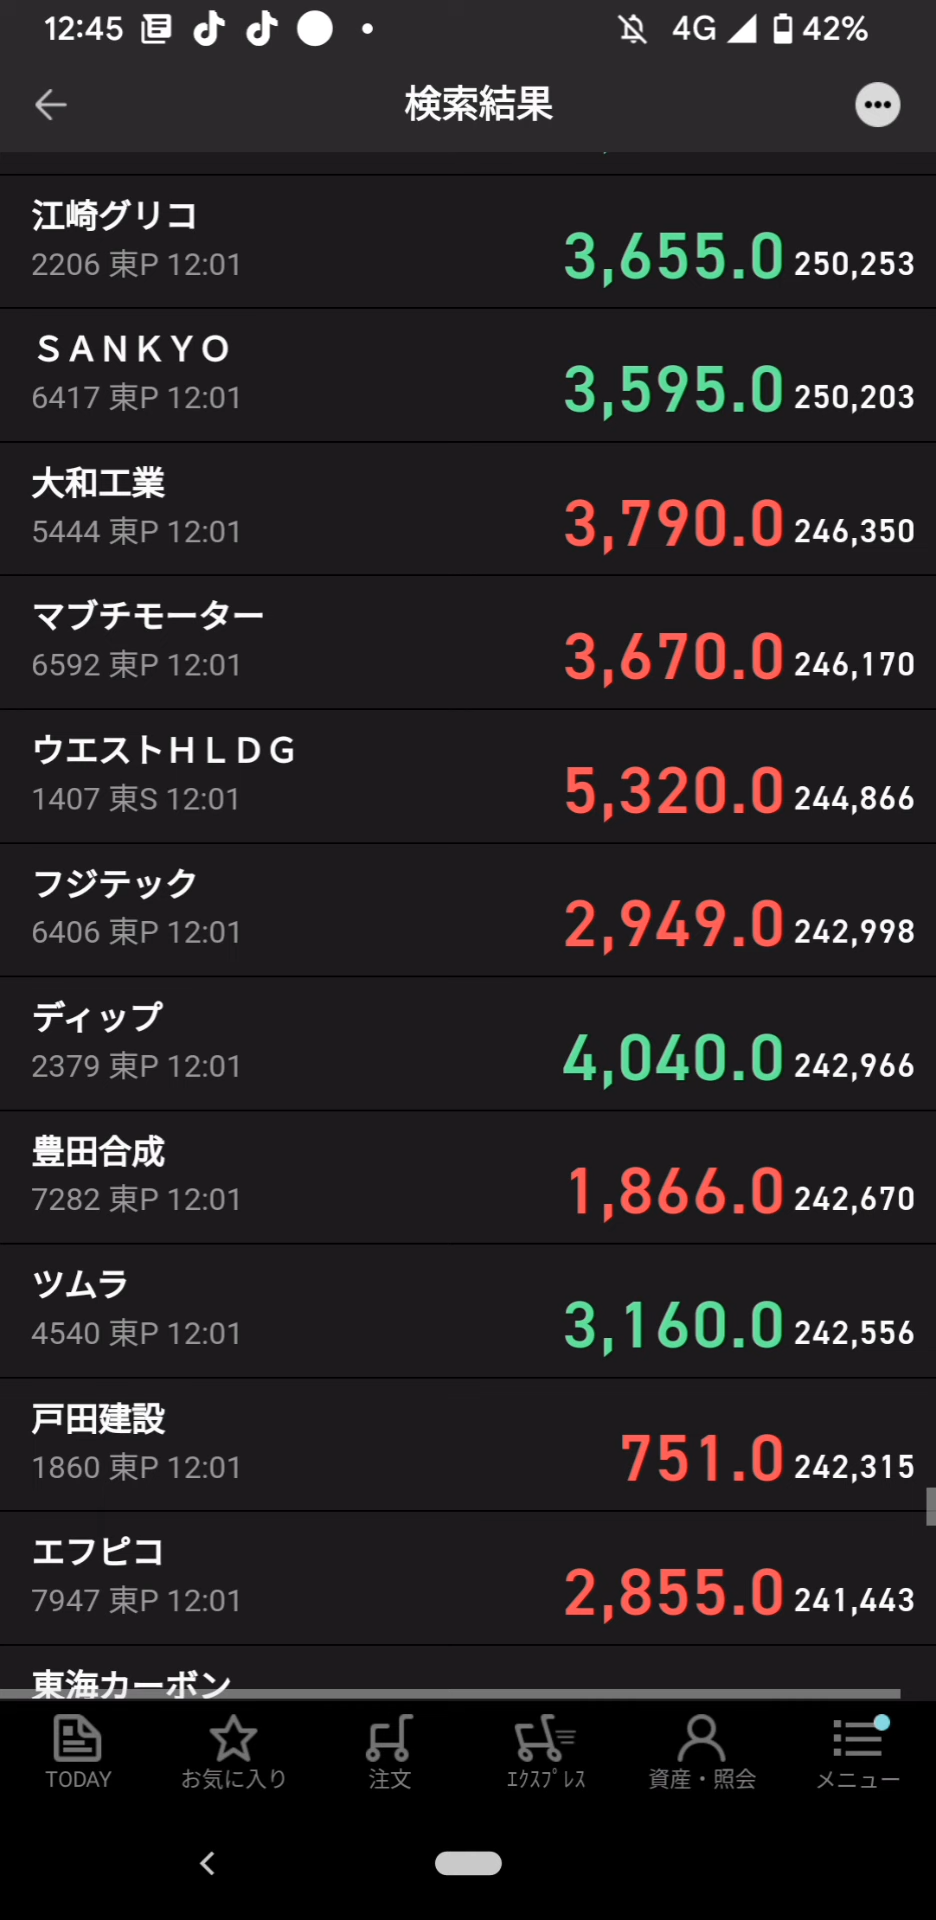 12:45 4G 42%
検索結果
江崎グリコ
2206 東P 12:01
3,655.0 250,253
ＳＡＮＫＹＯ
6417 東P 12:01
3,595.0 250,203
大和工業
5444 東P 12:01
3,790.0 246,350
マブチモーター
6592 東P 12:01
3,670.0 246,170
ウエストＨＬＤＧ
1407 東S 12:01
5,320.0 244,866
フジテック
6406 東P 12:01
2,949.0 242,998
ディップ
2379 東P 12:01
4,040.0 242,966
豊田合成
7282 東P 12:01
1,866.0 242,670
ツムラ
4540 東P 12:01
3,160.0 242,556
戸田建設
1860 東P 12:01
751.0 242,315
エフピコ
7947 東P 12:01
2,855.0 241,443
東海カーボン
TODAY お気に入り 注文 ｴｸｽﾌﾟﾚｽ 資産・照会 メニュー